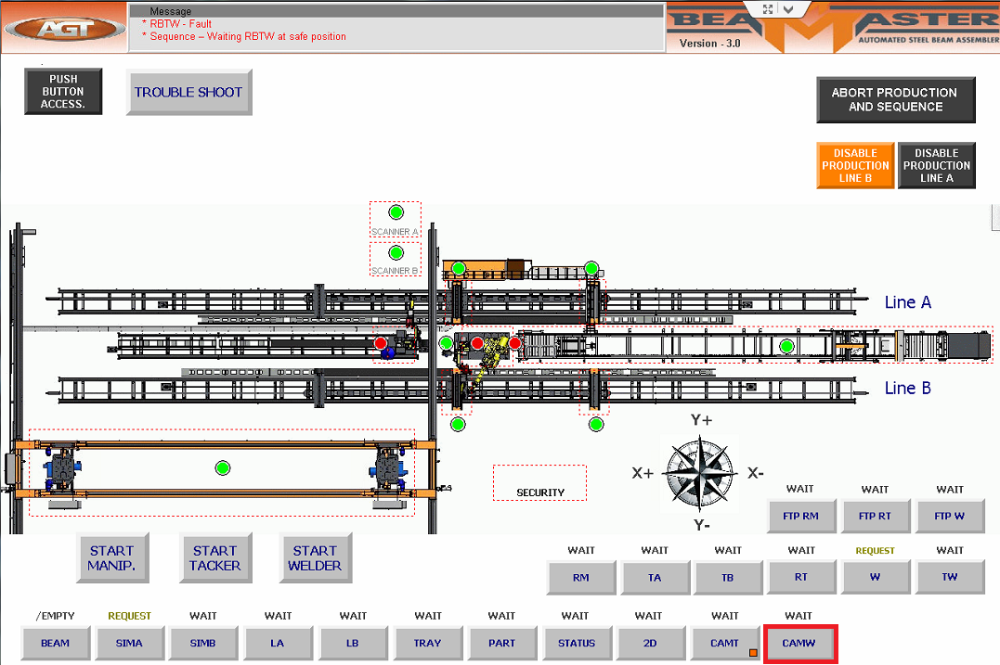 AGT
Message
* RBTW - Fault
* Sequence – Waiting RBTW at safe position
BEAM MASTER
AUTOMATED STEEL BEAM ASSEMBLER
Version - 3.0
PUSH
BUTTON
ACCESS.
TROUBLE SHOOT
ABORT PRODUCTION
AND SEQUENCE
DISABLE
PRODUCTION
LINE B
DISABLE
PRODUCTION
LINE A
SCANNER A
SCANNER B
Line A
Line B
Y+
X+
X-
Y-
SECURITY
WAIT
WAIT
WAIT
FTP RM
FTP RT
FTP W
START
MANIP.
START
TACKER
START
WELDER
WAIT
WAIT
WAIT
WAIT
REQUEST
WAIT
RM
TA
TB
RT
W
TW
/EMPTY
REQUEST
WAIT
WAIT
WAIT
WAIT
WAIT
WAIT
WAIT
WAIT
WAIT
BEAM
SIMA
SIMB
LA
LB
TRAY
PART
STATUS
2D
CAMT
CAMW